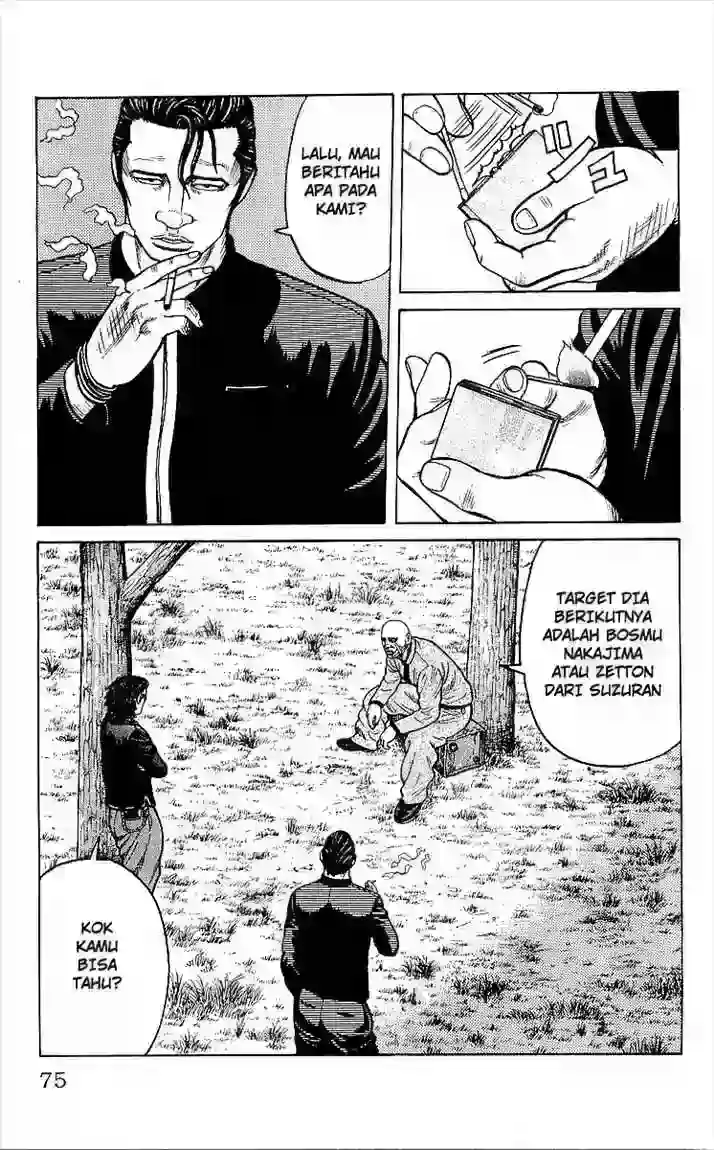 LALU, MAU
BERITAHU
APA PADA
KAMI?
TARGET DIA
BERIKUTNYA
ADALAH BOSMU
NAKAJIMA
ATAU ZETTON
DARI SUZURAN
KOK
KAMU
BISA
TAHU?
75